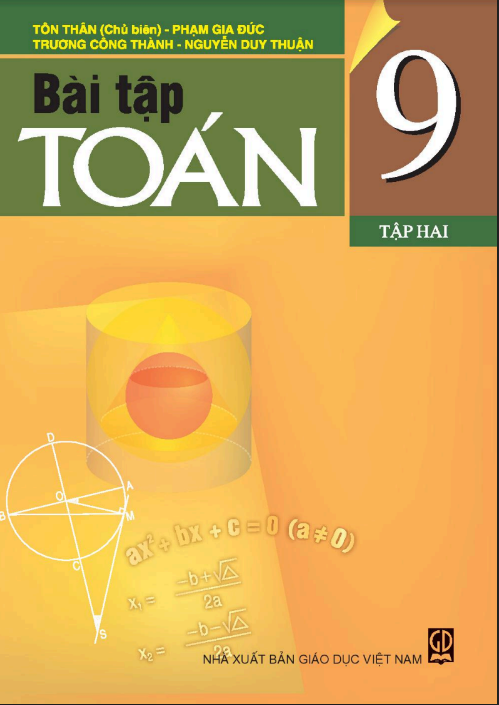 TÔN THÂN (Chủ biên) - PHẠM GIA ĐỨC
TRƯƠNG CÔNG THÀNH - NGUYỄN DUY THUẬN
Bài tập
TOÁN
9
TẬP HAI
D
A
O
B
M
C
S
ax² + bx + c = 0 (a ≠ 0)
x₁ = -b+√Δ / 2a
x₂ = -b-√Δ / 2a
NHÀ XUẤT BẢN GIÁO DỤC VIỆT NAM
GD